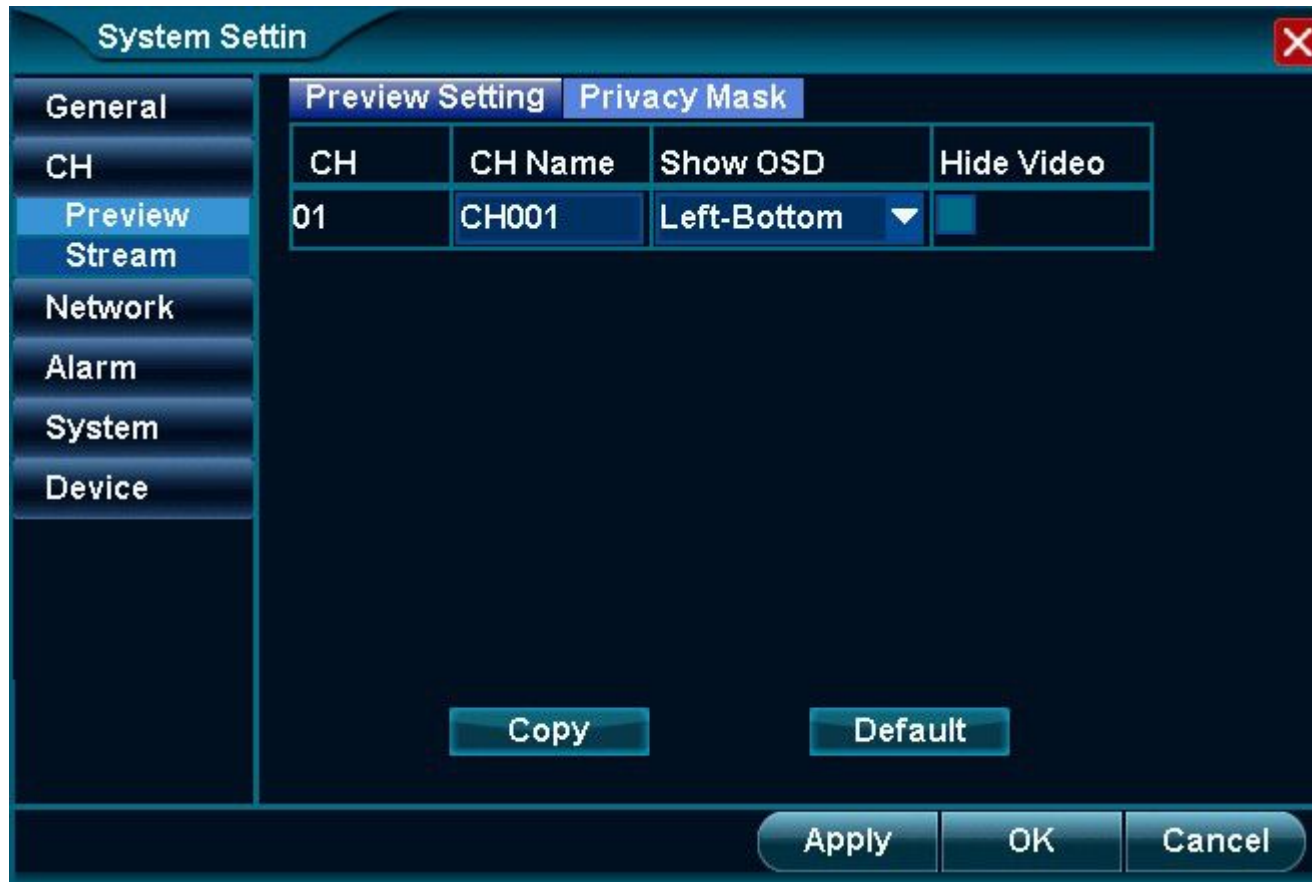 System Settin
General
CH
Preview
Stream
Network
Alarm
System
Device
Preview Setting Privacy Mask
CH CH Name Show OSD Hide Video
01 CH001 Left-Bottom
Copy Default
Apply OK Cancel